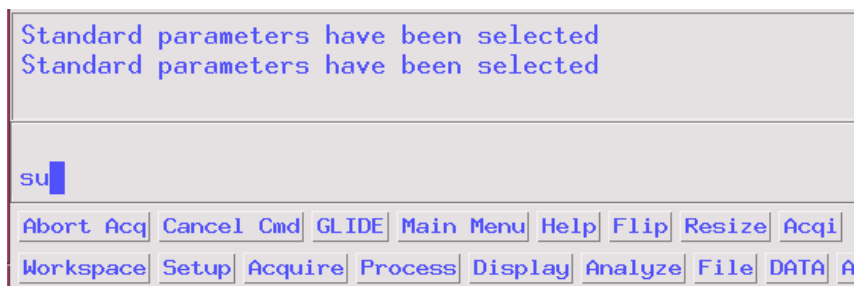 Standard parameters have been selected
Standard parameters have been selected
su
Abort Acq Cancel Cmd GLIDE Main Menu Help Flip Resize Acqi
Workspace Setup Acquire Process Display Analyze File DATA A